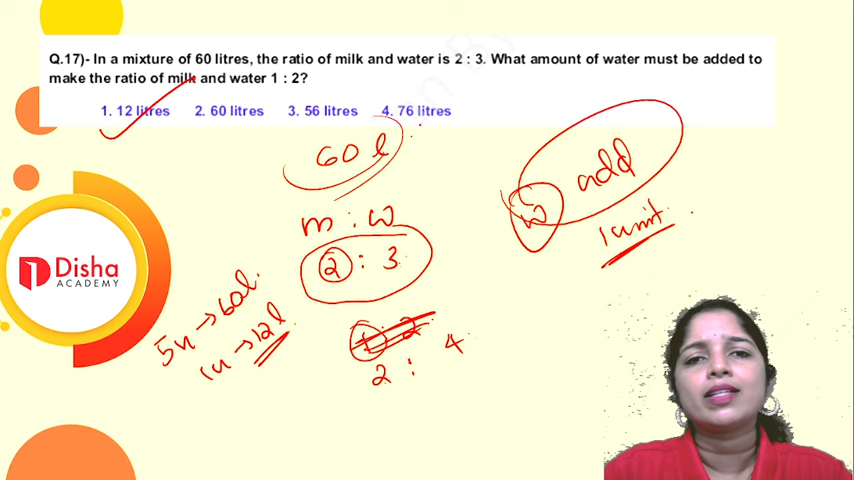 Q.17)- In a mixture of 60 litres, the ratio of milk and water is 2 : 3. What amount of water must be added to
make the ratio of milk and water 1 : 2?
1. 12 litres 2. 60 litres 3. 56 litres 4. 76 litres
60 l
m : w
2 : 3
1 : 2
2 : 4
w add
1 unit
5u → 60l
1u → 12l
Disha
ACADEMY